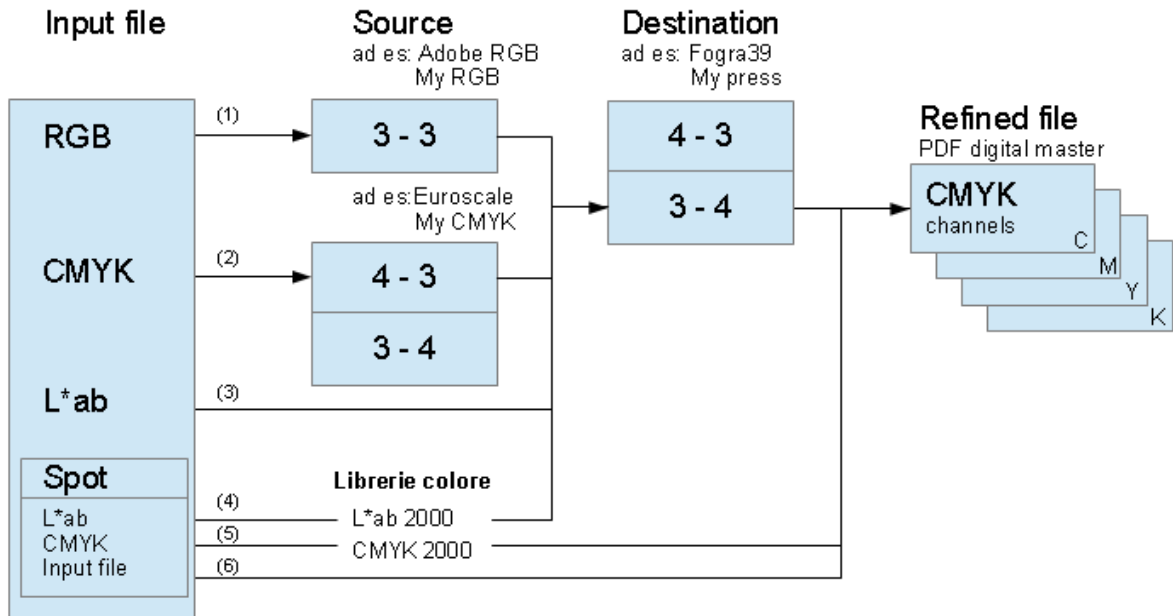 Input file
Source
ad es: Adobe RGB
My RGB
Destination
ad es: Fogra39
My press
RGB
(1)
3 - 3
4 - 3
3 - 4
Refined file
PDF digital master
CMYK
channels
C
M
Y
K
ad es:Euroscale
My CMYK
CMYK
(2)
4 - 3
3 - 4
L*ab
(3)
Spot
L*ab
CMYK
Input file
(4)
(5)
(6)
Librerie colore
L*ab 2000
CMYK 2000